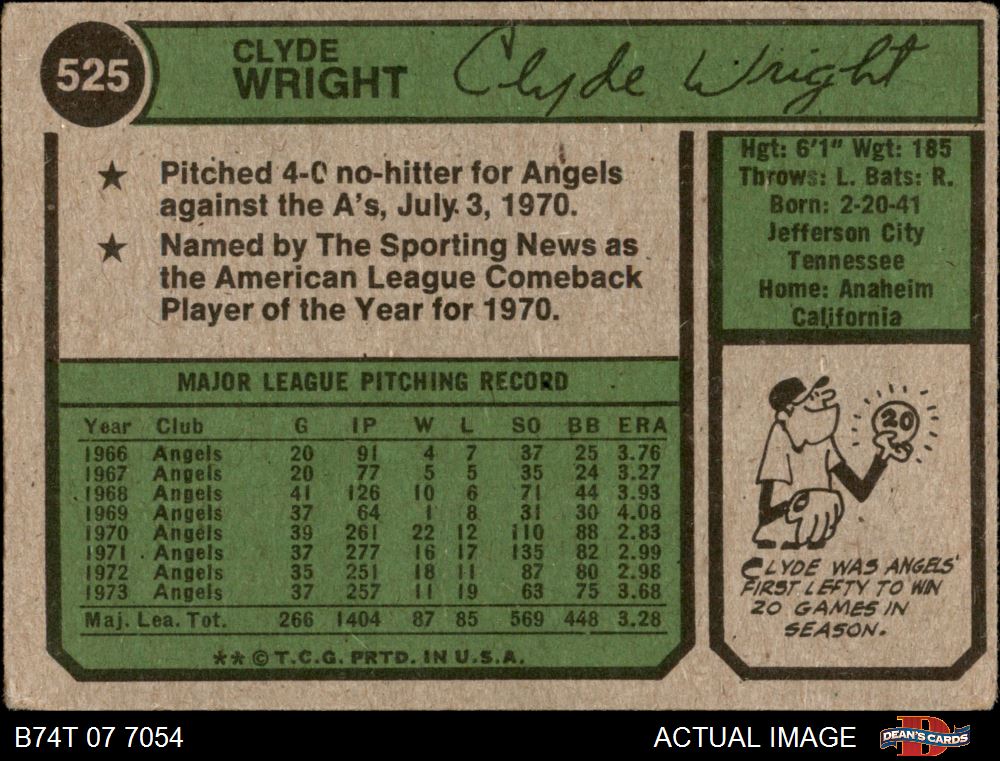 525
CLYDE
WRIGHT
Clyde Wright
★ Pitched 4-0 no-hitter for Angels
against the A's, July 3, 1970.
★ Named by The Sporting News as
the American League Comeback
Player of the Year for 1970.
Hgt: 6'1" Wgt: 185
Throws: L. Bats: R.
Born: 2-20-41
Jefferson City
Tennessee
Home: Anaheim
California
MAJOR LEAGUE PITCHING RECORD
Year Club G IP W L SO BB ERA
1966 Angels 20 91 4 7 37 25 3.76
1967 Angels 20 77 5 5 35 24 3.27
1968 Angels 41 126 10 6 71 44 3.93
1969 Angels 37 64 1 8 31 30 4.08
1970 Angels 39 261 22 12 110 88 2.83
1971 Angels 37 277 16 17 135 82 2.99
1972 Angels 35 251 18 11 87 80 2.98
1973 Angels 37 257 11 19 63 75 3.68
Maj. Lea. Tot. 266 1404 87 85 569 448 3.28
**©T.C.G. PRTD. IN U.S.A.
20
CLYDE WAS ANGELS'
FIRST LEFTY TO WIN
20 GAMES IN
SEASON.
B74T 07 7054
ACTUAL IMAGE
D
DEAN'S CARDS